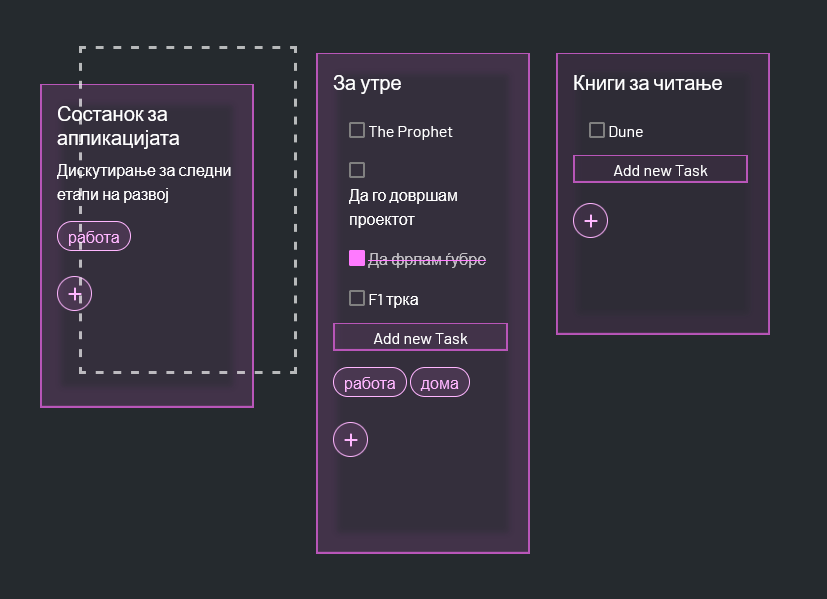 Состанок за
апликацијата
Дискутирање за следни
етапи на развој
работа
+
За утре
The Prophet
Да го довршам
проектот
Да фрлам ѓубре
F1 трка
Add new Task
работа дома
+
Книги за читање
Dune
Add new Task
+